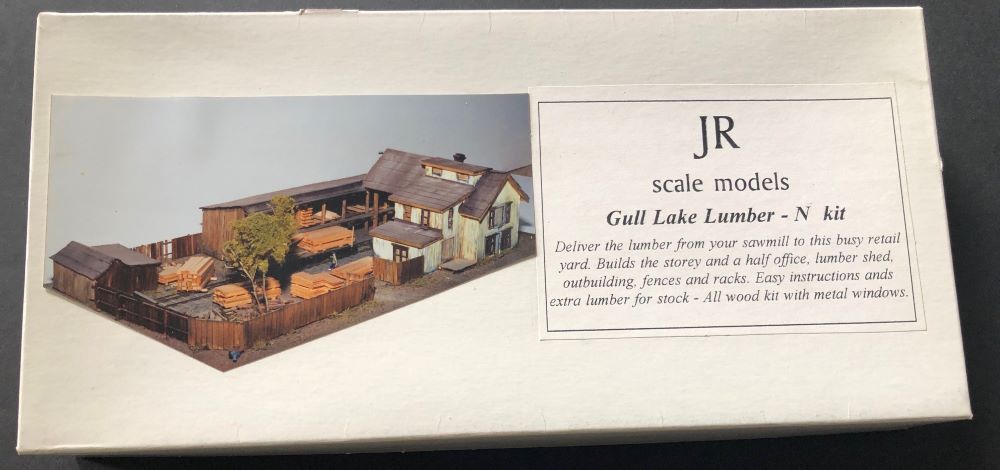 JR
scale models
Gull Lake Lumber - N kit
Deliver the lumber from your sawmill to this busy retail
yard. Builds the storey and a half office, lumber shed,
outbuilding, fences and racks. Easy instructions ands
extra lumber for stock - All wood kit with metal windows.